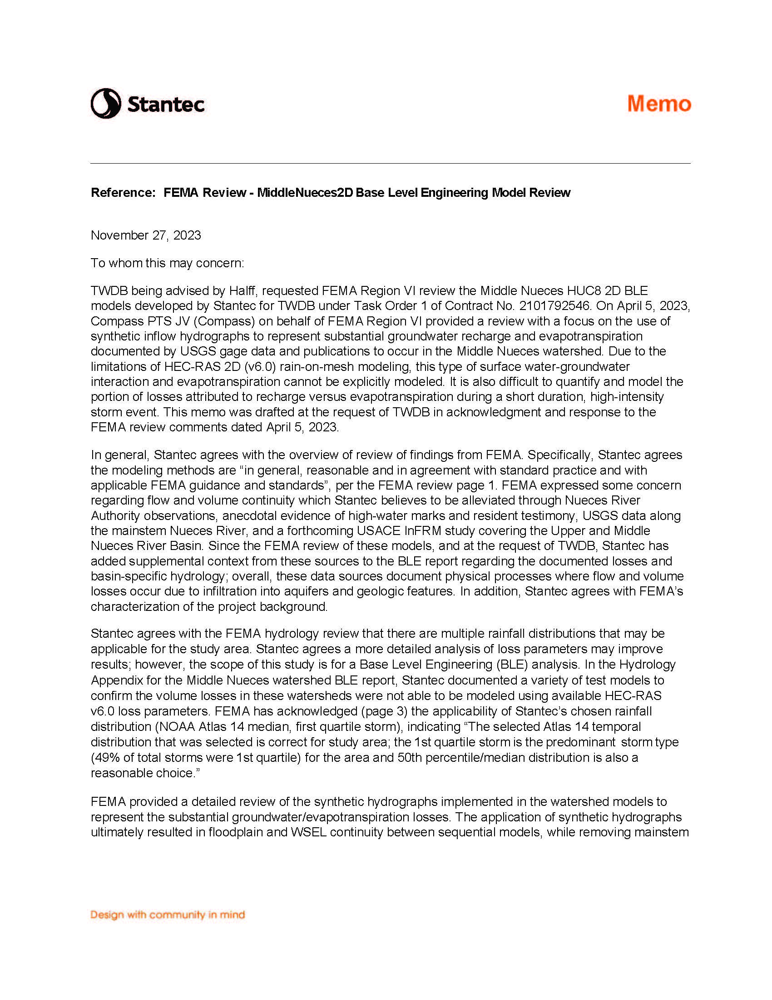 Stantec
Memo
Reference: FEMA Review - MiddleNueces2D Base Level Engineering Model Review
November 27, 2023
To whom this may concern:
TWDB being advised by Halff, requested FEMA Region VI review the Middle Nueces HUC8 2D BLE
models developed by Stantec for TWDB under Task Order 1 of Contract No. 2101792546. On April 5, 2023,
Compass PTS JV (Compass) on behalf of FEMA Region VI provided a review with a focus on the use of
synthetic inflow hydrographs to represent substantial groundwater recharge and evapotranspiration
documented by USGS gage data and publications to occur in the Middle Nueces watershed. Due to the
limitations of HEC-RAS 2D (v6.0) rain-on-mesh modeling, this type of surface water-groundwater
interaction and evapotranspiration cannot be explicitly modeled. It is also difficult to quantify and model the
portion of losses attributed to recharge versus evapotranspiration during a short duration, high-intensity
storm event. This memo was drafted at the request of TWDB in acknowledgment and response to the
FEMA review comments dated April 5, 2023.
In general, Stantec agrees with the overview of review of findings from FEMA. Specifically, Stantec agrees
the modeling methods are “in general, reasonable and in agreement with standard practice and with
applicable FEMA guidance and standards”, per the FEMA review page 1. FEMA expressed some concern
regarding flow and volume continuity which Stantec believes to be alleviated through Nueces River
Authority observations, anecdotal evidence of high-water marks and resident testimony, USGS data along
the mainstem Nueces River, and a forthcoming USACE InFRM study covering the Upper and Middle
Nueces River Basin. Since the FEMA review of these models, and at the request of TWDB, Stantec has
added supplemental context from these sources to the BLE report regarding the documented losses and
basin-specific hydrology; overall, these data sources document physical processes where flow and volume
losses occur due to infiltration into aquifers and geologic features. In addition, Stantec agrees with FEMA’s
characterization of the project background.
Stantec agrees with the FEMA hydrology review that there are multiple rainfall distributions that may be
applicable for the study area. Stantec agrees a more detailed analysis of loss parameters may improve
results; however, the scope of this study is for a Base Level Engineering (BLE) analysis. In the Hydrology
Appendix for the Middle Nueces watershed BLE report, Stantec documented a variety of test models to
confirm the volume losses in these watersheds were not able to be modeled using available HEC-RAS
v6.0 loss parameters. FEMA has acknowledged (page 3) the applicability of Stantec’s chosen rainfall
distribution (NOAA Atlas 14 median, first quartile storm), indicating “The selected Atlas 14 temporal
distribution that was selected is correct for study area; the 1st quartile storm is the predominant storm type
(49% of total storms were 1st quartile) for the area and 50th percentile/median distribution is also a
reasonable choice.”
FEMA provided a detailed review of the synthetic hydrographs implemented in the watershed models to
represent the substantial groundwater/evapotranspiration losses. The application of synthetic hydrographs
ultimately resulted in floodplain and WSEL continuity between sequential models, while removing mainstem
Design with community in mind